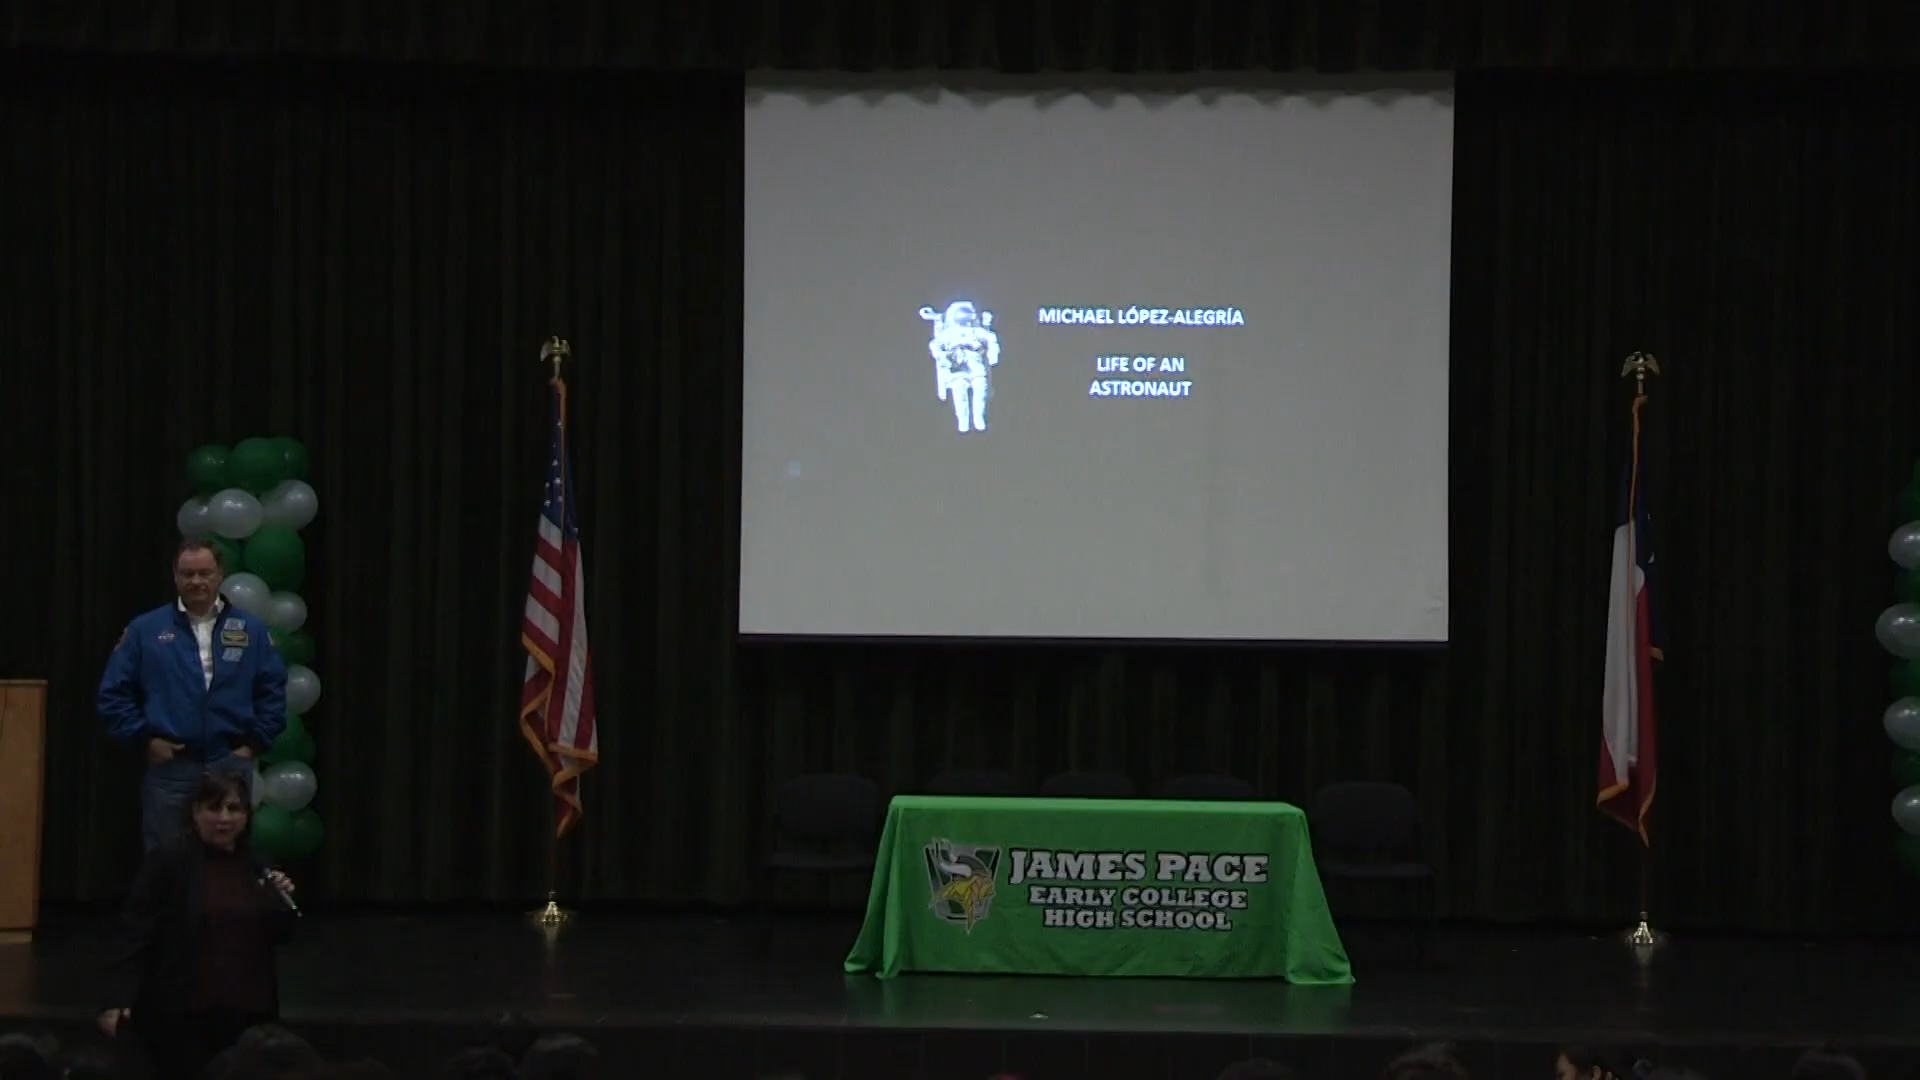 MICHAEL LÓPEZ-ALEGRÍA
LIFE OF AN
ASTRONAUT
JAMES PACE
EARLY COLLEGE
HIGH SCHOOL